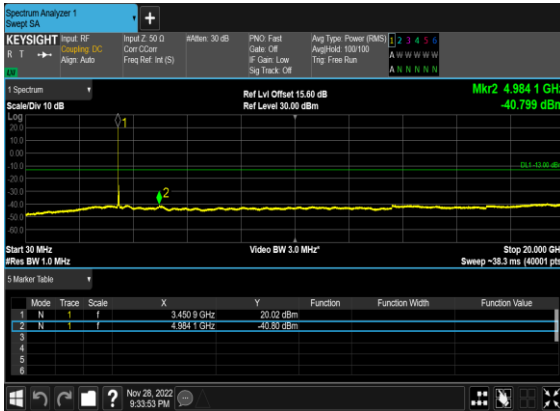 Spectrum Analyzer 1
Swept SA
KEYSIGHT
R T
Input: RF
Coupling: DC
Align: Auto
Input Z: 50 Ω
Corr CCorr
Freq Ref: Int (S)
#Atten: 30 dB
PNO: Fast
Gate: Off
IF Gain: Low
Sig Track: Off
Avg Type: Power (RMS)
Avg|Hold: 100/100
Trig: Free Run
1 2 3 4 5 6
A W W W W W
A N N N N N
1 Spectrum
Scale/Div 10 dB
Ref Lvl Offset 15.60 dB
Ref Level 30.00 dBm
Mkr2 4.984 1 GHz
-40.799 dBm
Log
20.0
10.0
0.00
-10.0
-20.0
-30.0
-40.0
-50.0
-60.0
1
2
DL1 -13.00 dBm
Start 30 MHz
#Res BW 1.0 MHz
Video BW 3.0 MHz*
Stop 20.000 GH
Sweep ~38.3 ms (40001 pts
5 Marker Table
Mode Trace Scale X Y Function Function Width Function Value
1 N 1 f 3.450 9 GHz 20.02 dBm
2 N 1 f 4.984 1 GHz -40.80 dBm
3
4
5
6
?
Nov 28, 2022
9:33:53 PM